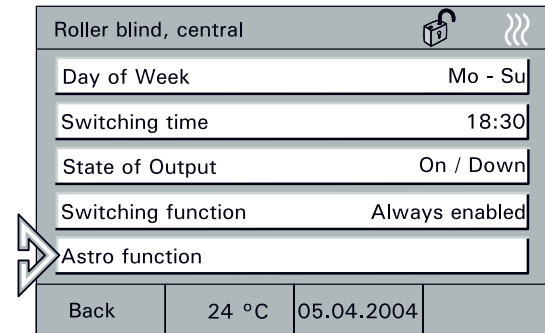 Roller blind, central
Day of Week Mo - Su
Switching time 18:30
State of Output On / Down
Switching function Always enabled
Astro function
Back 24 °C 05.04.2004